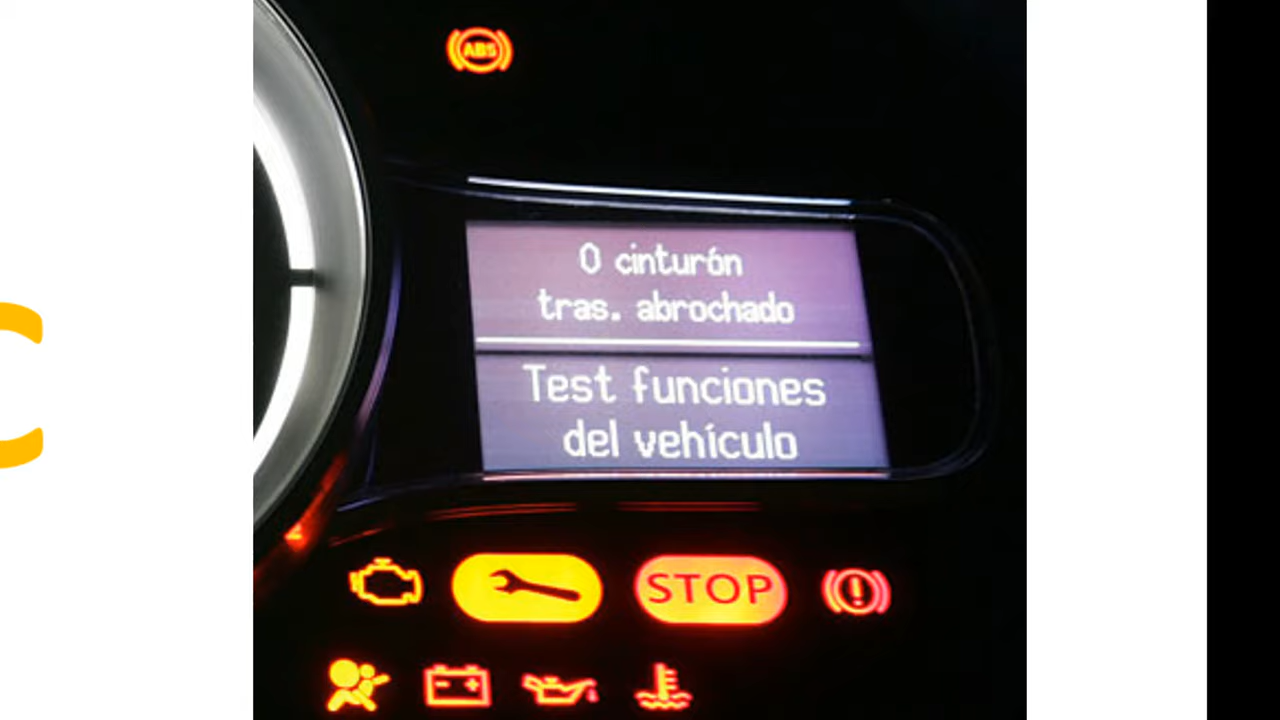 ABS
0 cinturón
tras. abrochado
Test funciones
del vehículo
STOP